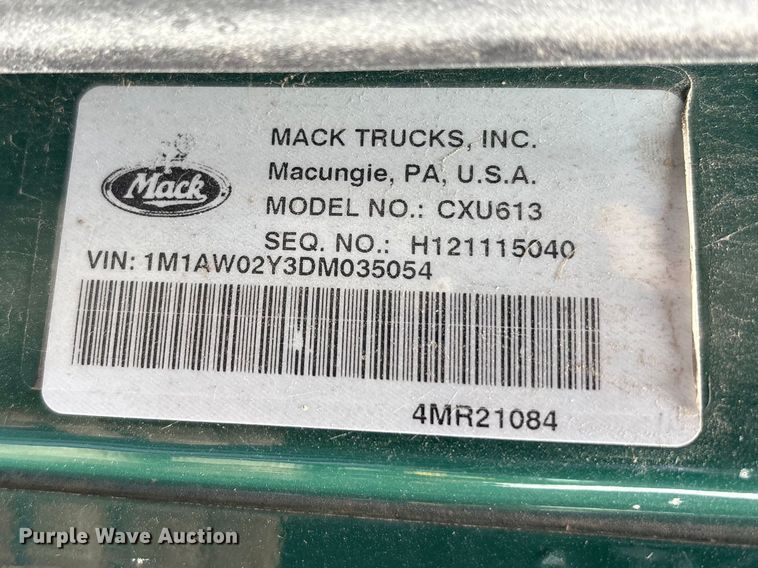 Mack
MACK TRUCKS, INC.
Macungie, PA, U.S.A.
MODEL NO.: CXU613
SEQ. NO.: H121115040
VIN: 1M1AW02Y3DM035054
4MR21084
Purple Wave Auction